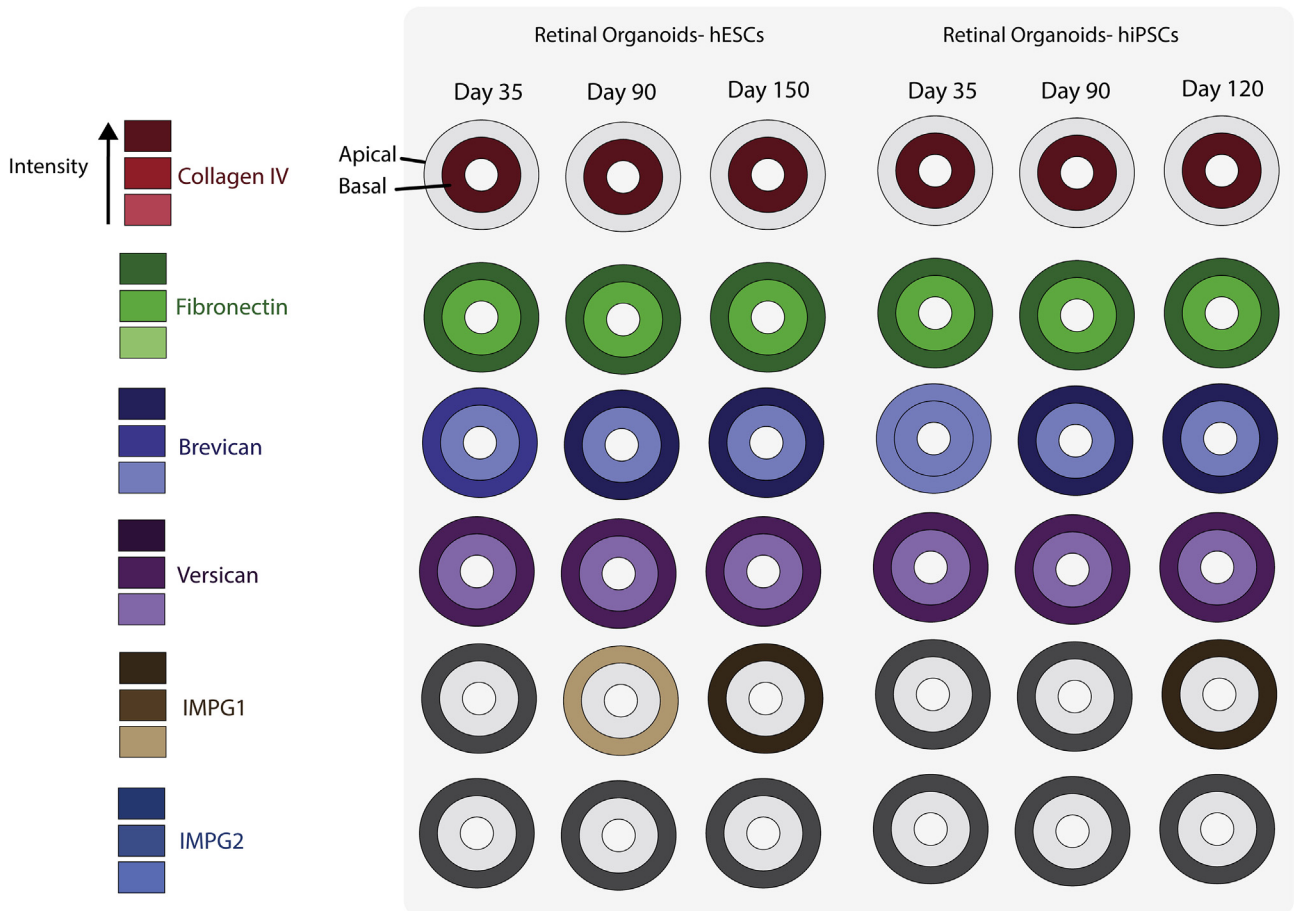 Retinal Organoids- hESCs
Retinal Organoids- hiPSCs
Day 35
Day 90
Day 150
Day 35
Day 90
Day 120
Intensity
Collagen IV
Apical
Basal
Fibronectin
Brevican
Versican
IMPG1
IMPG2